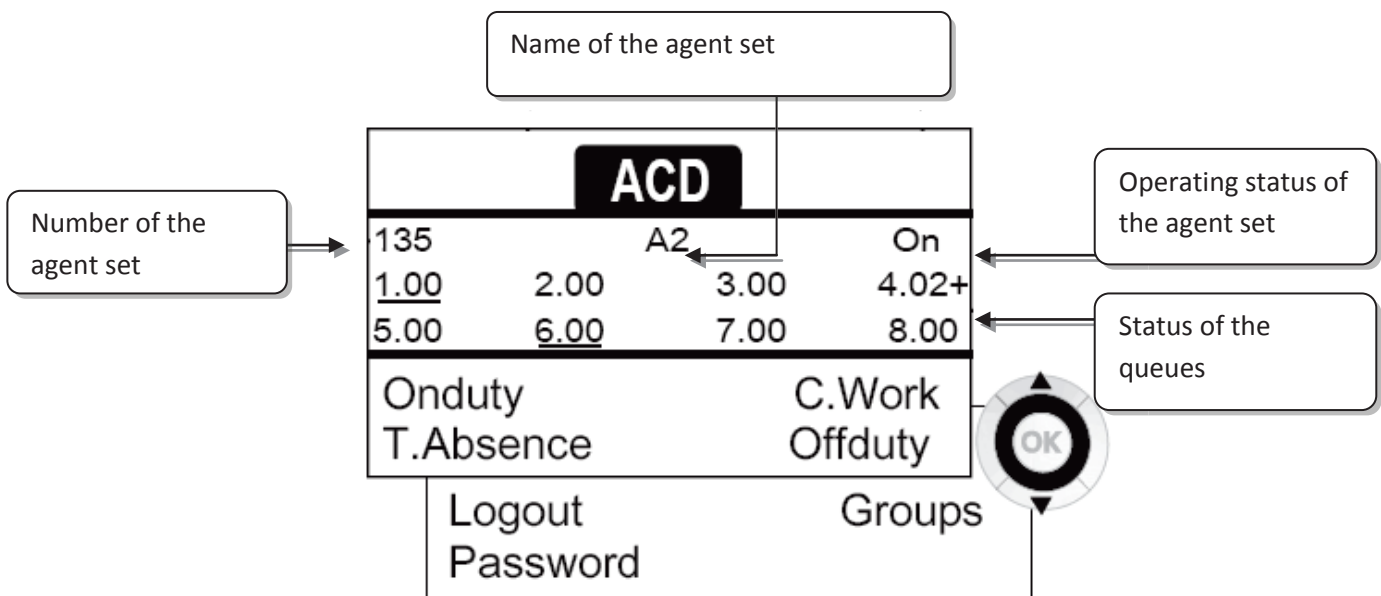 Name of the agent set
ACD
Number of the
agent set
Operating status of
the agent set
135 A2 On
1.00 2.00 3.00 4.02+
5.00 6.00 7.00 8.00
Status of the
queues
Onduty C.Work
T.Absence Offduty
OK
Logout Groups
Password